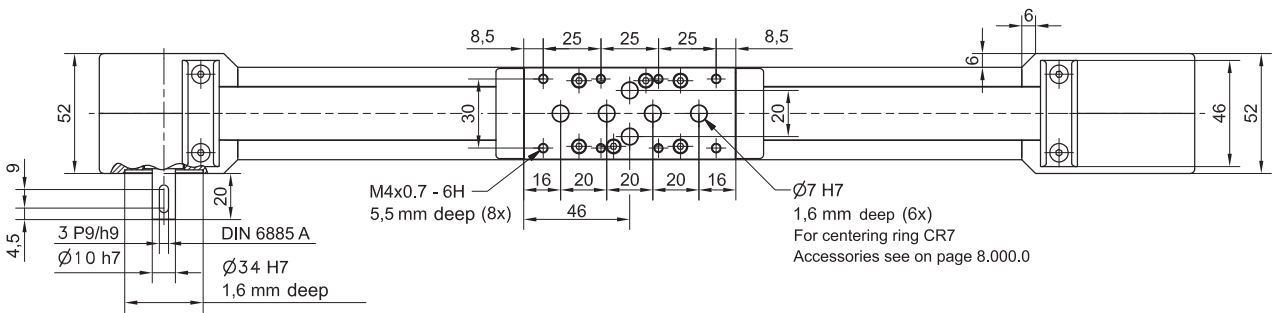 6
8,5
25
25
25
8,5
6
52
30
20
46
52
9
4,5
20
M4x0.7 - 6H
5,5 mm deep (8x)
16
20
20
20
16
46
Ø7 H7
1,6 mm deep (6x)
For centering ring CR7
Accessories see on page 8.000.0
3 P9/h9
DIN 6885 A
Ø10 h7
Ø34 H7
1,6 mm deep